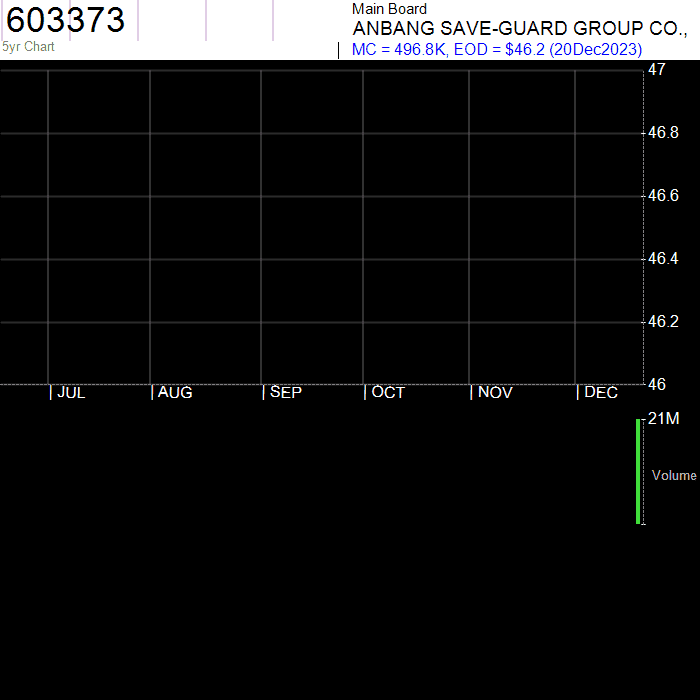 603373
5yr Chart
Main Board
ANBANG SAVE-GUARD GROUP CO.,
MC = 496.8K, EOD = $46.2 (20Dec2023)
47
46.8
46.6
46.4
46.2
46
JUL AUG SEP OCT NOV DEC
21M
Volume